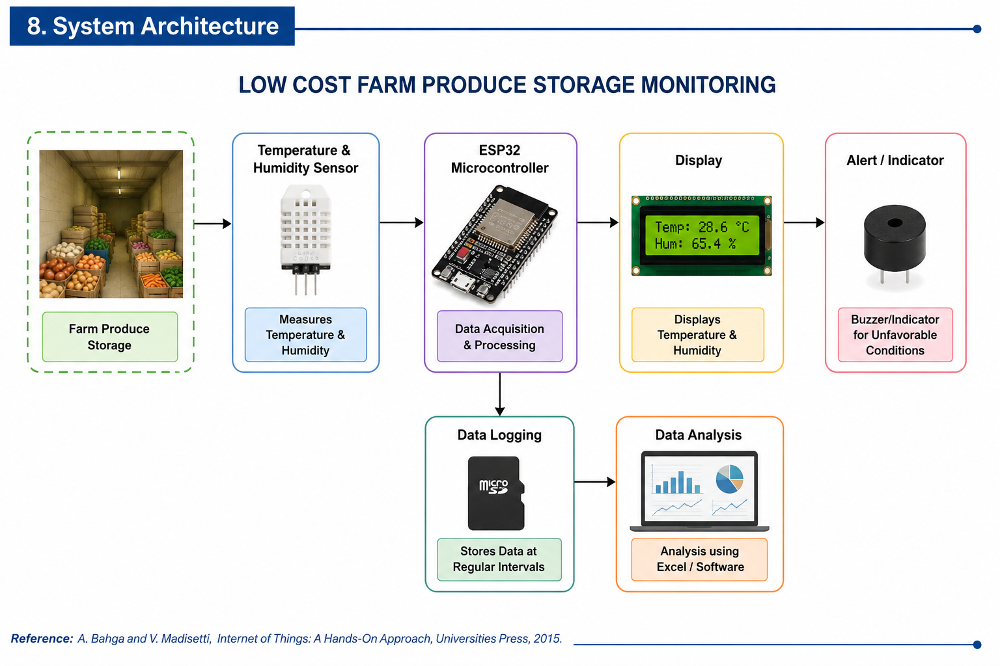 8. System Architecture
LOW COST FARM PRODUCE STORAGE MONITORING
Farm Produce
Storage
Temperature &
Humidity Sensor
Measures
Temperature &
Humidity
ESP32
Microcontroller
Data Acquisition
& Processing
Display
Temp: 28.6 °C
Hum: 65.4 %
Displays
Temperature &
Humidity
Alert / Indicator
Buzzer/Indicator
for Unfavorable
Conditions
Data Logging
micro
SD
Stores Data at
Regular Intervals
Data Analysis
Analysis using
Excel / Software
Reference: A. Bahga and V. Madisetti, Internet of Things: A Hands-On Approach, Universities Press, 2015.